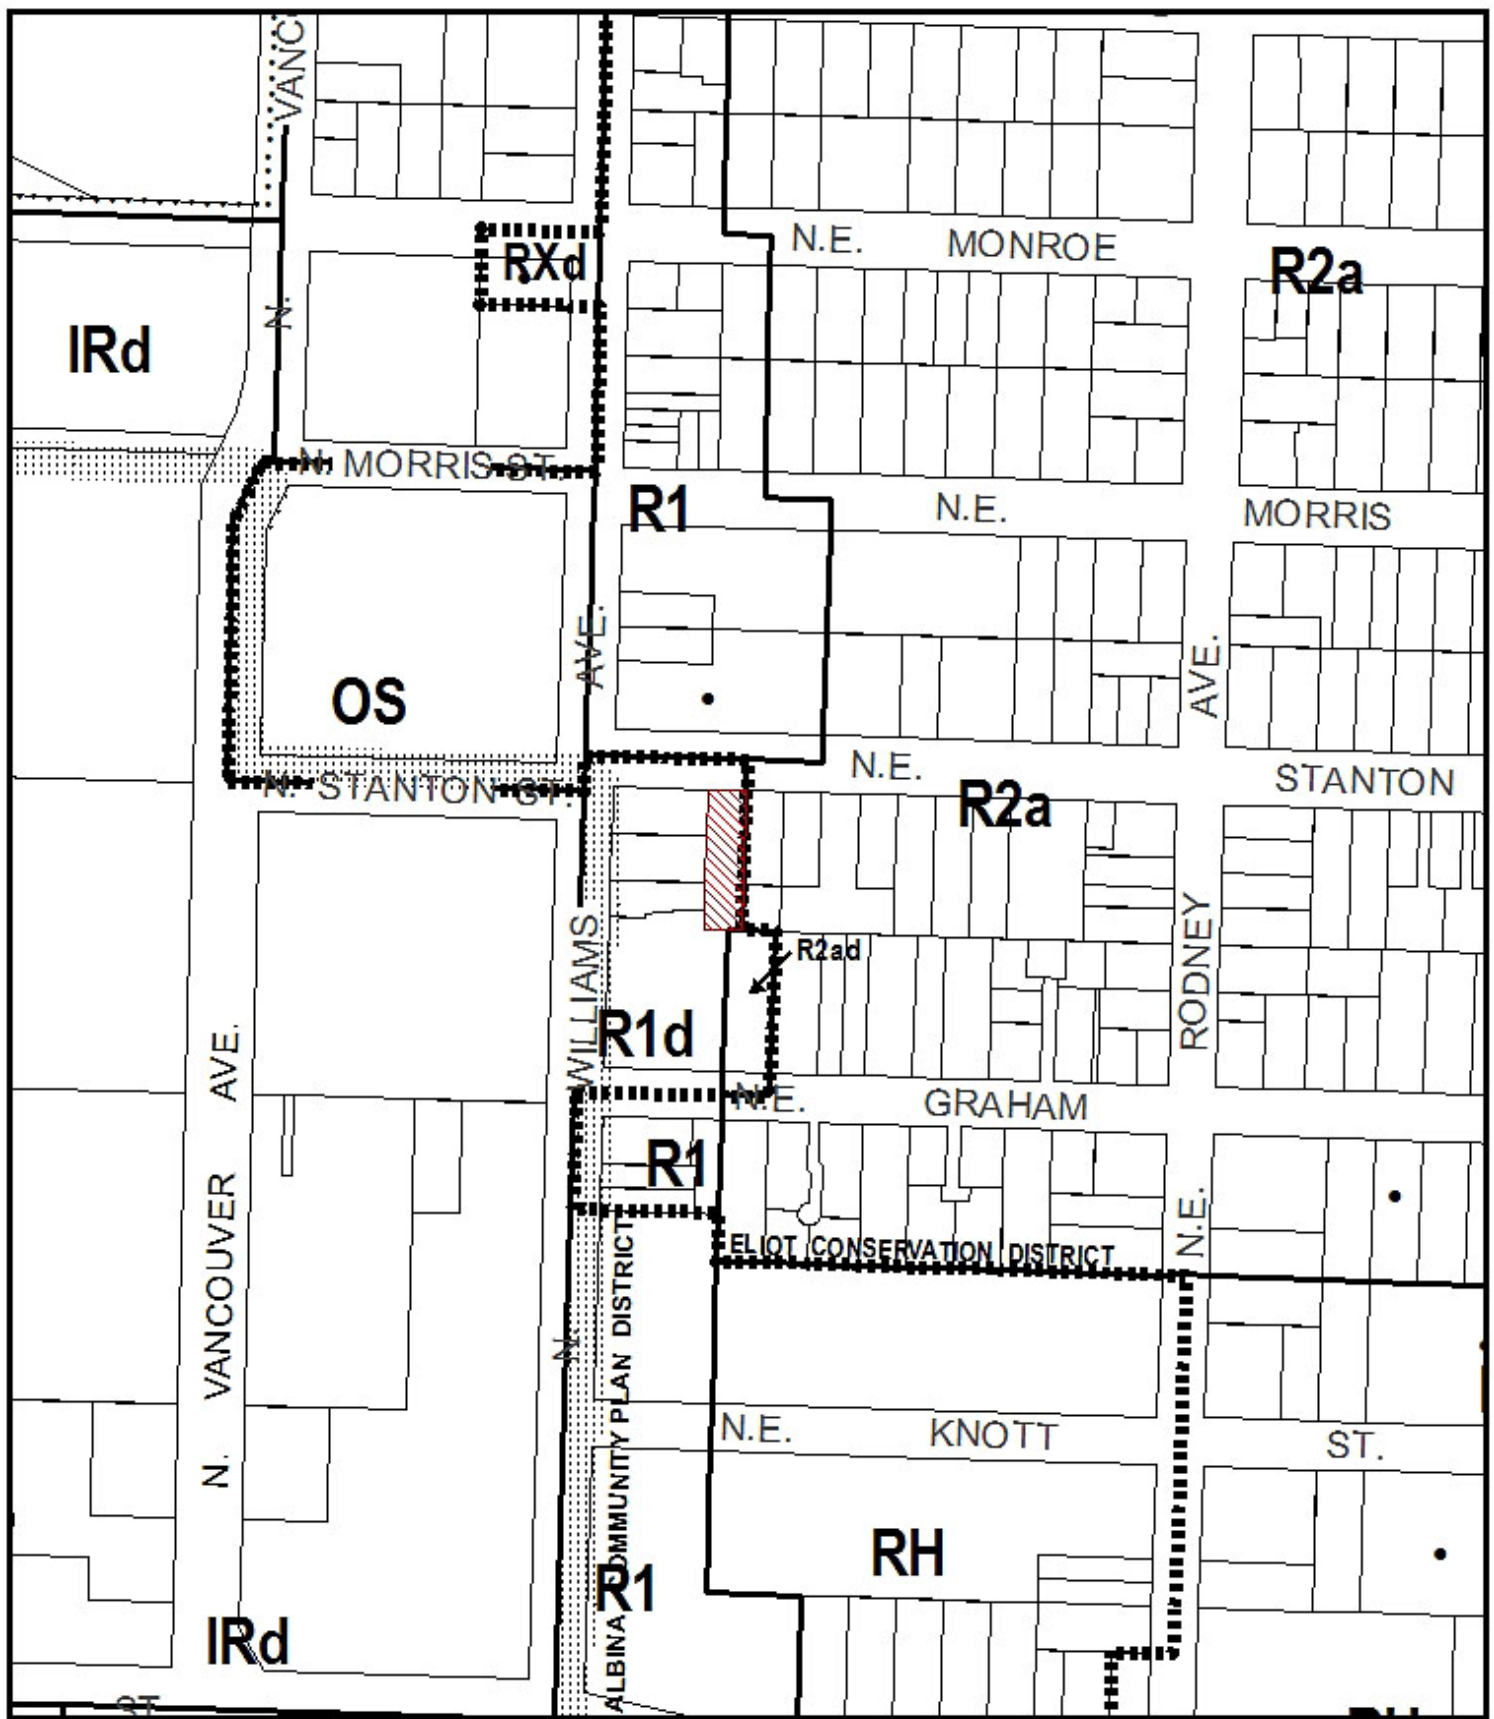 VANC
N.E. MONROE
RXd
R2a
N.
IRd
N. MORRIS ST.
R1
N.E. MORRIS
AVE.
AVE.
OS
N.E. STANTON
N. STANTON ST.
R2a
WILLIAMS
RODNEY
R2ad
R1d
N. VANCOUVER AVE.
N.E. GRAHAM
R1
N.E.
ELIOT CONSERVATION DISTRICT
N.
ALBINA COMMUNITY PLAN DISTRICT
N.E. KNOTT ST.
RH
R1
IRd
ST